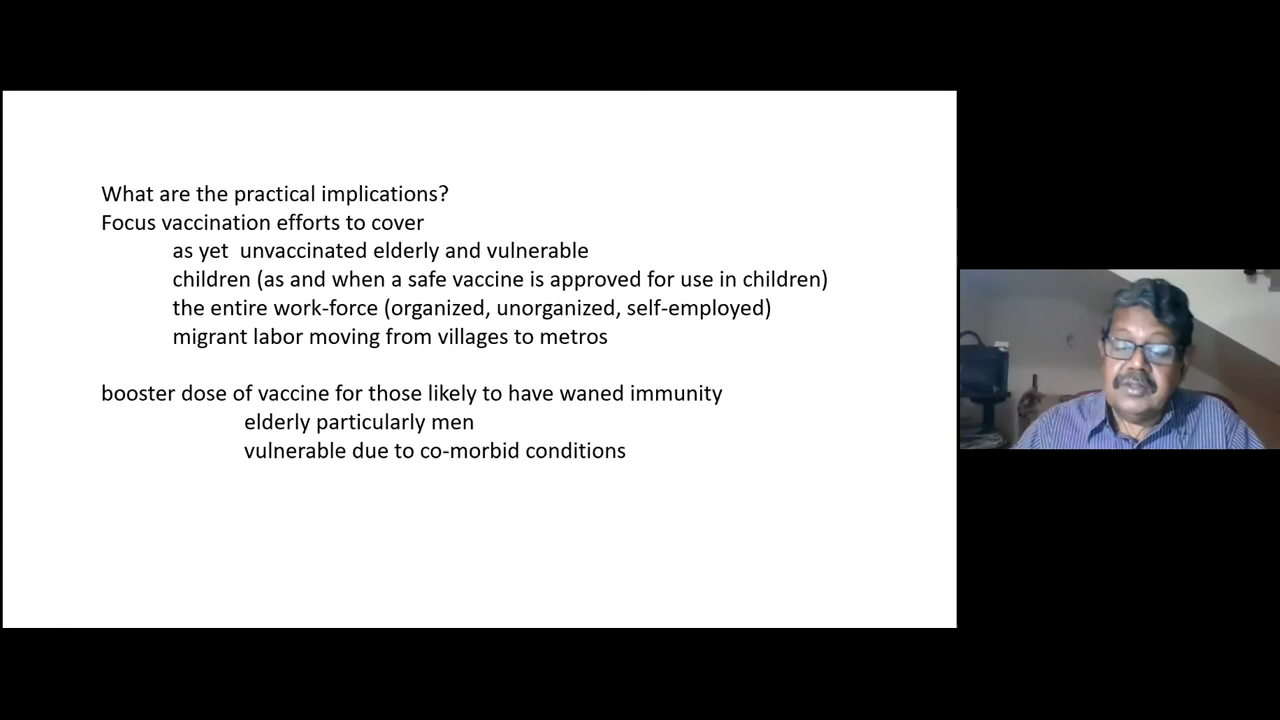 What are the practical implications?
Focus vaccination efforts to cover
as yet  unvaccinated elderly and vulnerable
children (as and when a safe vaccine is approved for use in children)
the entire work-force (organized, unorganized, self-employed)
migrant labor moving from villages to metros
booster dose of vaccine for those likely to have waned immunity
elderly particularly men
vulnerable due to co-morbid conditions